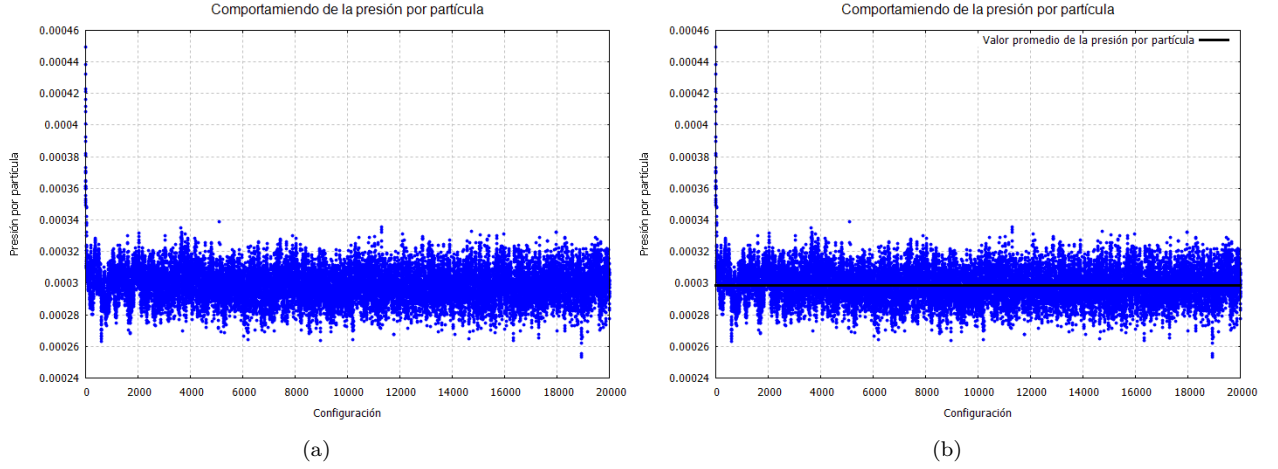 Comportamiendo de la presión por partícula
0.00046
0.00044
0.00042
0.0004
0.00038
0.00036
0.00034
0.00032
0.0003
0.00028
0.00026
0.00024
Presión por partícula
0 2000 4000 6000 8000 10000 12000 14000 16000 18000 20000
Configuración
(a)
Comportamiendo de la presión por partícula
Valor promedio de la presión por partícula
0.00046
0.00044
0.00042
0.0004
0.00038
0.00036
0.00034
0.00032
0.0003
0.00028
0.00026
0.00024
Presión por partícula
0 2000 4000 6000 8000 10000 12000 14000 16000 18000 20000
Configuración
(b)